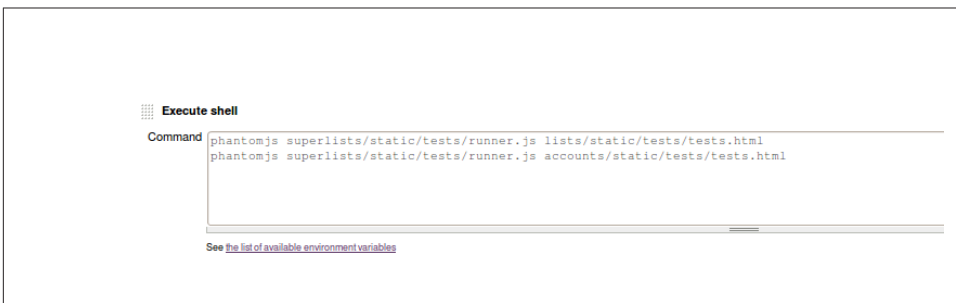 Execute shell
Command
phantomjs superlists/static/tests/runner.js lists/static/tests/tests.html
phantomjs superlists/static/tests/runner.js accounts/static/tests/tests.html
See the list of available environment variables